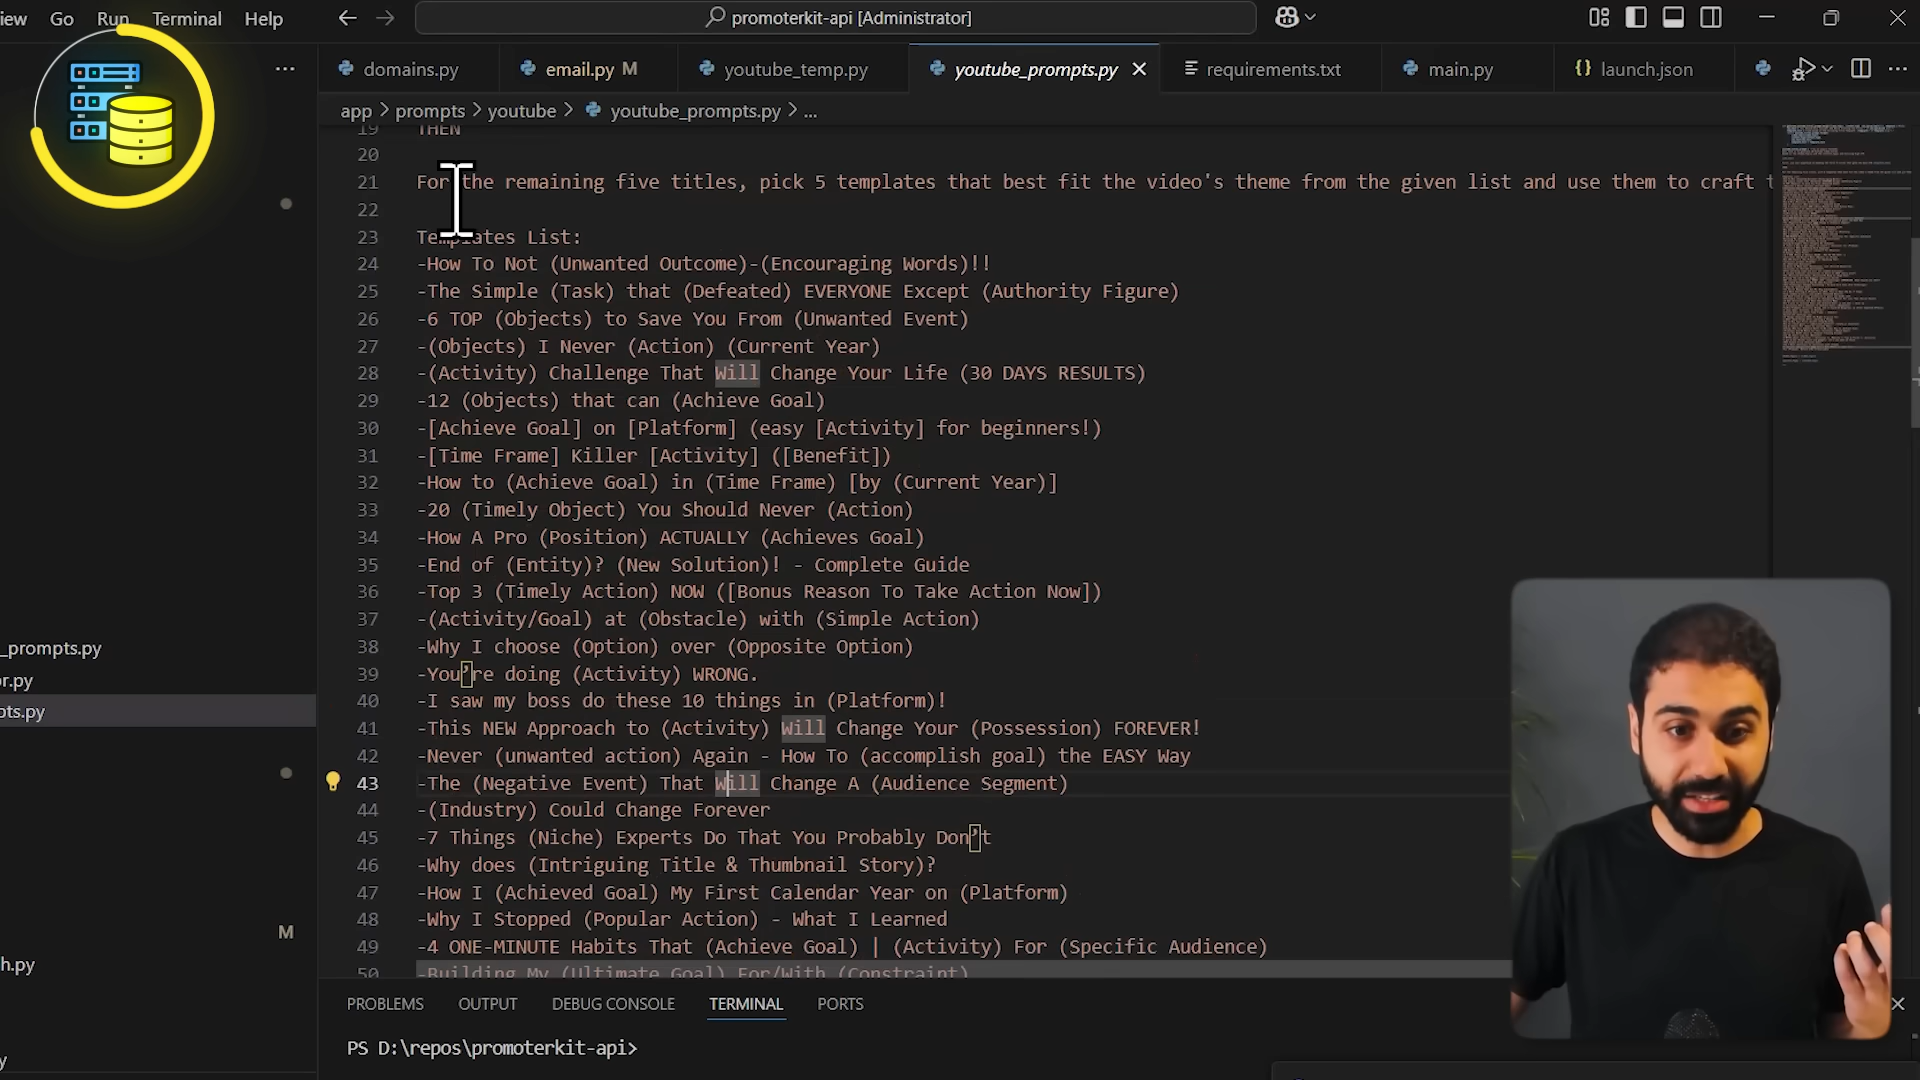 iew Go Run Terminal Help
promoterkit-api [Administrator]
domains.py
email.py M
youtube_temp.py
youtube_prompts.py
requirements.txt
main.py
launch.json
app > prompts > youtube > youtube_prompts.py > ...
19 THEN
20
21 For the remaining five titles, pick 5 templates that best fit the video's theme from the given list and use them to craft t
22
23 Templates List:
24 -How To Not (Unwanted Outcome)-(Encouraging Words)!!
25 -The Simple (Task) that (Defeated) EVERYONE Except (Authority Figure)
26 -6 TOP (Objects) to Save You From (Unwanted Event)
27 -(Objects) I Never (Action) (Current Year)
28 -(Activity) Challenge That Will Change Your Life (30 DAYS RESULTS)
29 -12 (Objects) that can (Achieve Goal)
30 -[Achieve Goal] on [Platform] (easy [Activity] for beginners!)
31 -[Time Frame] Killer [Activity] ([Benefit])
32 -How to (Achieve Goal) in (Time Frame) [by (Current Year)]
33 -20 (Timely Object) You Should Never (Action)
34 -How A Pro (Position) ACTUALLY (Achieves Goal)
35 -End of (Entity)? (New Solution)! - Complete Guide
36 -Top 3 (Timely Action) NOW ([Bonus Reason To Take Action Now])
37 -(Activity/Goal) at (Obstacle) with (Simple Action)
38 -Why I choose (Option) over (Opposite Option)
39 -You’re doing (Activity) WRONG.
40 -I saw my boss do these 10 things in (Platform)!
41 -This NEW Approach to (Activity) Will Change Your (Possession) FOREVER!
42 -Never (unwanted action) Again - How To (accomplish goal) the EASY Way
43 -The (Negative Event) That Will Change A (Audience Segment)
44 -(Industry) Could Change Forever
45 -7 Things (Niche) Experts Do That You Probably Don’t
46 -Why does (Intriguing Title & Thumbnail Story)?
47 -How I (Achieved Goal) My First Calendar Year on (Platform)
48 -Why I Stopped (Popular Action) - What I Learned
49 -4 ONE-MINUTE Habits That (Achieve Goal) | (Activity) For (Specific Audience)
50 -Building My (Ultimate Goal) For/With (Constraint)
_prompts.py
or.py
pts.py
M
h.py
y
PROBLEMS OUTPUT DEBUG CONSOLE TERMINAL PORTS
PS D:\repos\promoterkit-api>